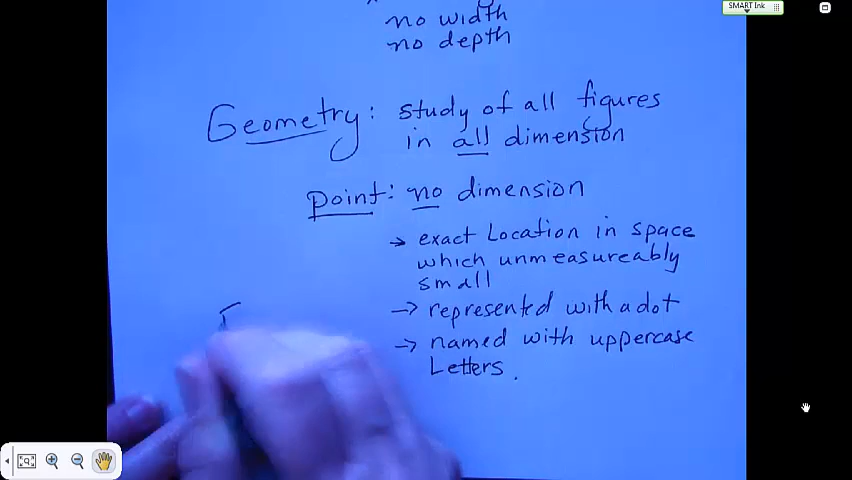 SMART Ink
no width
no depth
Geometry: study of all figures
in all dimension
point: no dimension
→ exact Location in space
which unmeasureably
small
→ represented with a dot
→ named with uppercase
Letters.